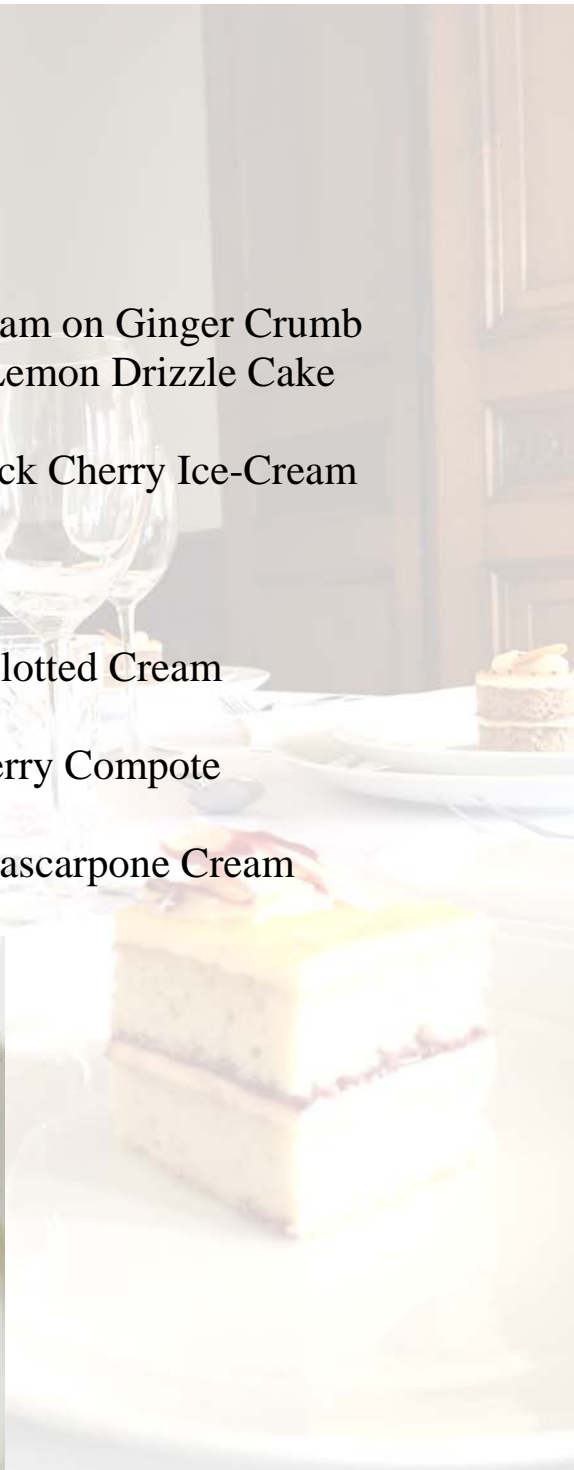 am on Ginger Crumb
Lemon Drizzle Cake
ck Cherry Ice-Cream
lotted Cream
erry Compote
ascarpone Cream